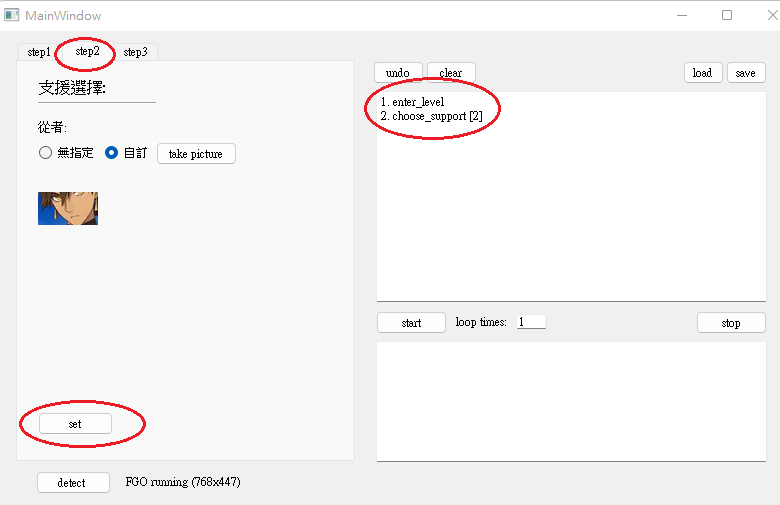 MainWindow
step1 step2 step3
支援選擇:
從者:
無指定 自訂 take picture
set
detect FGO running (768x447)
undo clear load save
1. enter_level
2. choose_support [2]
start loop times: 1 stop